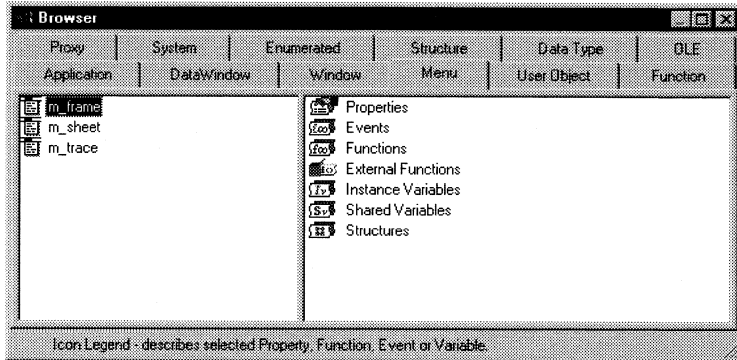 Browser
Proxy System Enumerated Structure Data Type OLE
Application DataWindow Window Menu User Object Function
m_frame
m_sheet
m_trace
Properties
Events
Functions
External Functions
Instance Variables
Shared Variables
Structures
Icon Legend - describes selected Property, Function, Event or Variable.